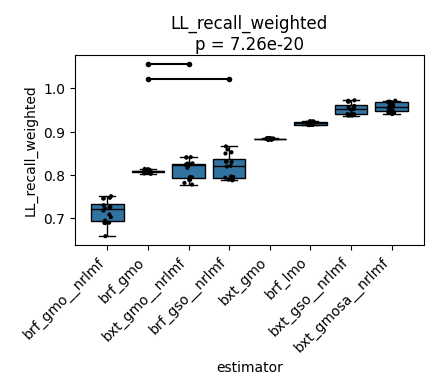 LL_recall_weighted
p = 7.26e-20
LL_recall_weighted
1.0
0.9
0.8
0.7
brf_gmo__nrlmf
brf_gmo
bxt_gmo__nrlmf
brf_gso__nrlmf
bxt_gmo
brf_lmo
bxt_gso__nrlmf
bxt_gmosa__nrlmf
estimator